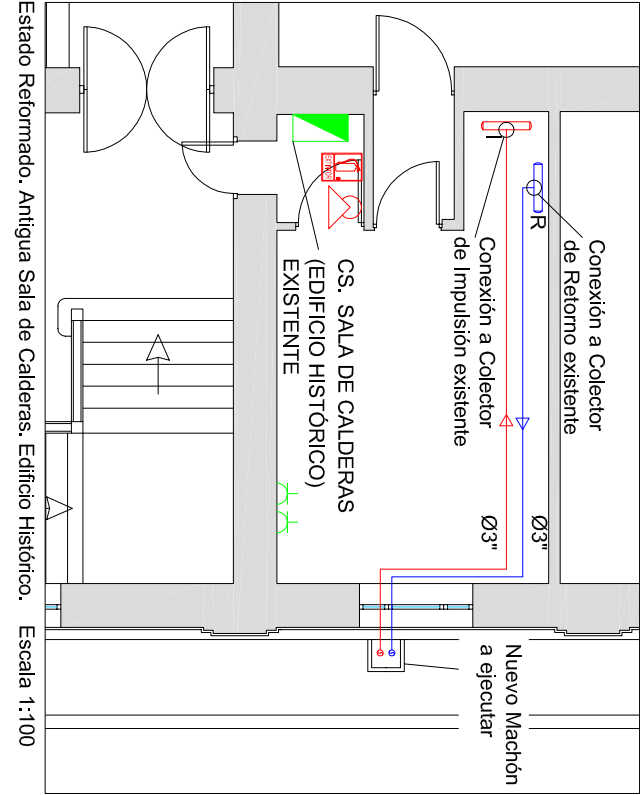 Conexión a Colector
de Retorno existente
R
Conexión a Colector
de Impulsión existente
I
Ø3"
Ø3"
EXTINTOR
CS. SALA DE CALDERAS
(EDIFICIO HISTÓRICO)
EXISTENTE
Nuevo Machón
a ejecutar
Estado Reformado. Antigua Sala de Calderas. Edificio Histórico. Escala 1:100